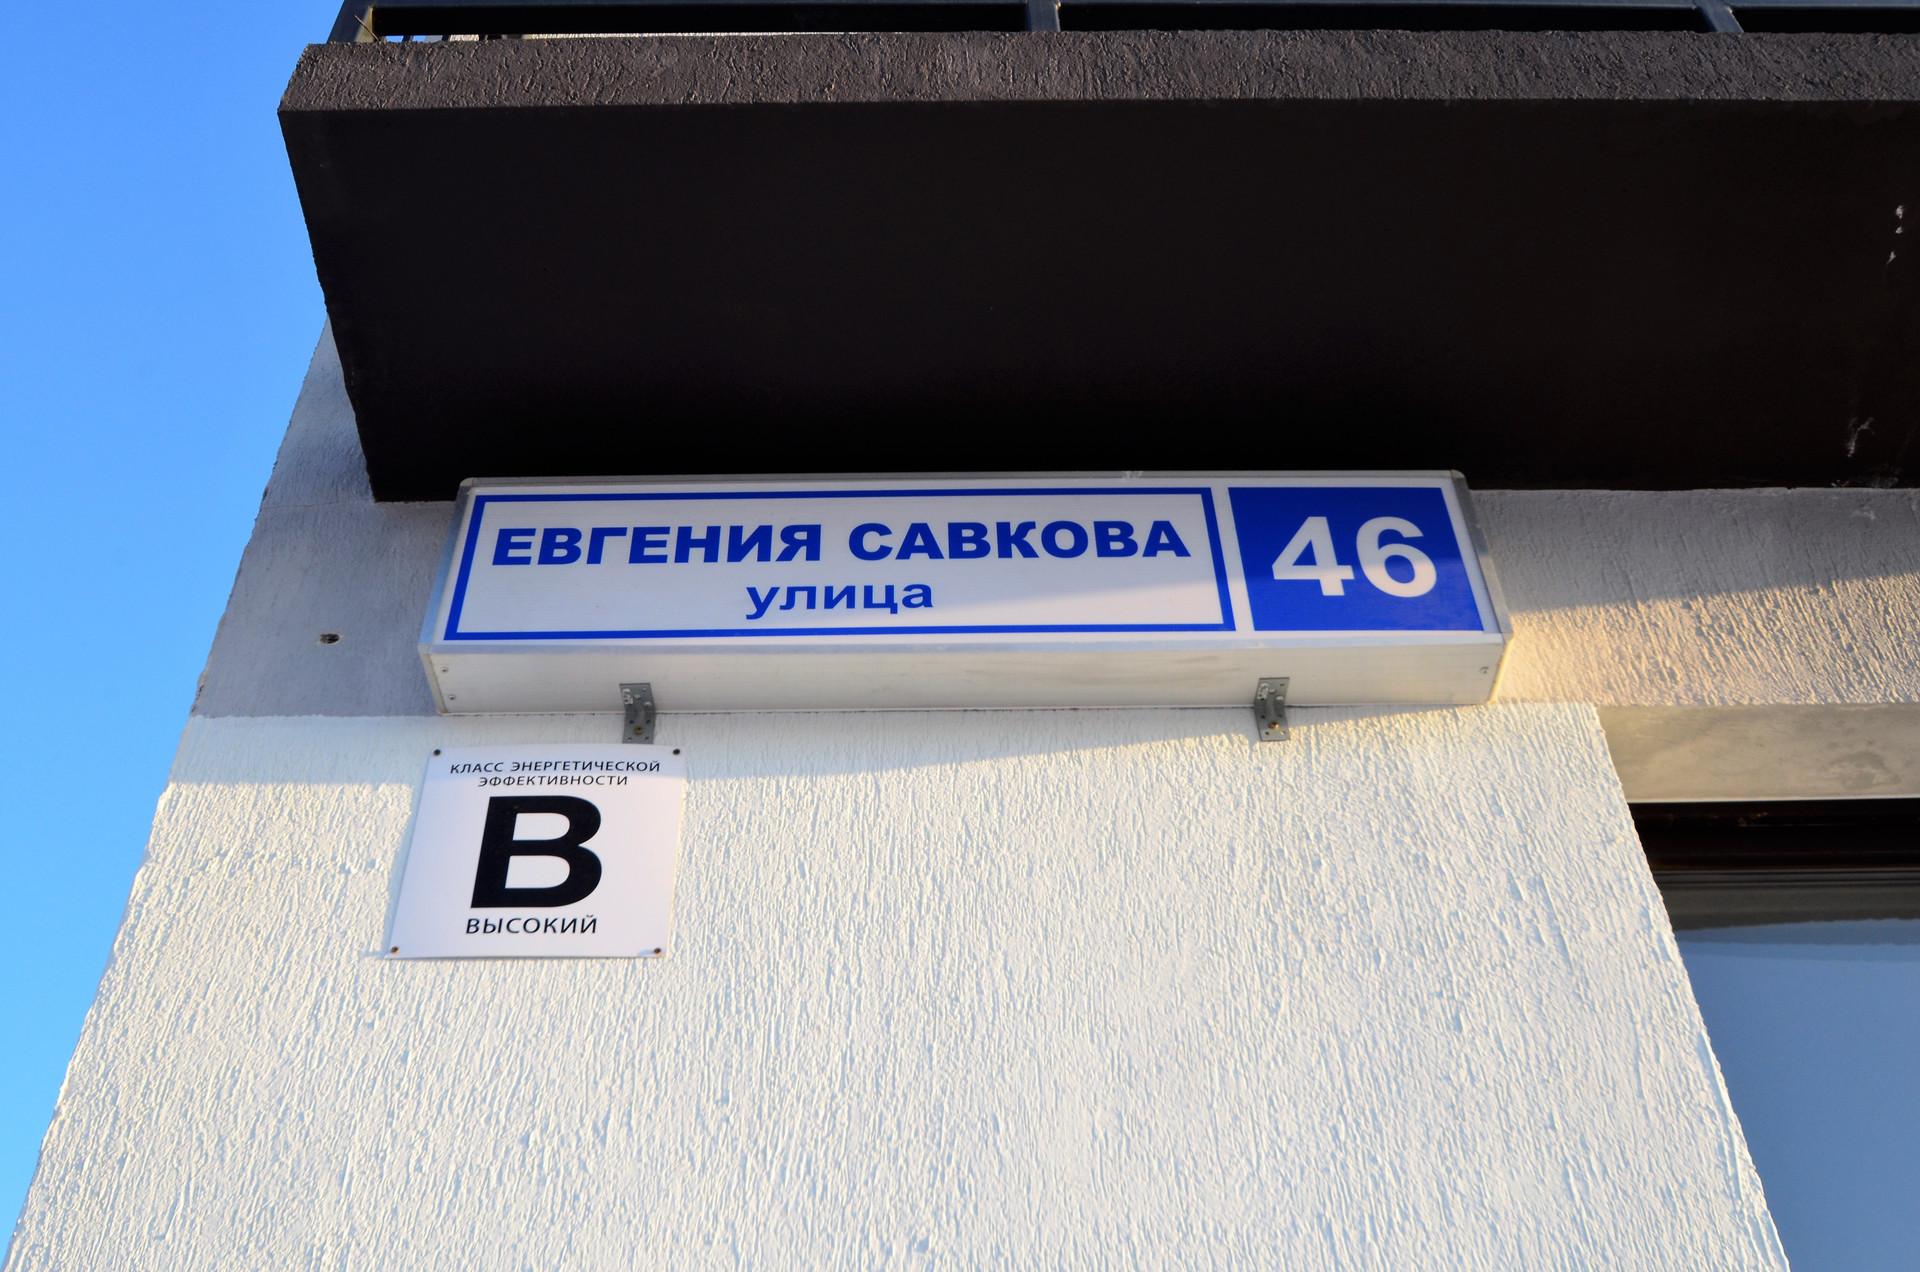 ЕВГЕНИЯ САВКОВА
улица
46
КЛАСС ЭНЕРГЕТИЧЕСКОЙ
ЭФФЕКТИВНОСТИ
B
ВЫСОКИЙ